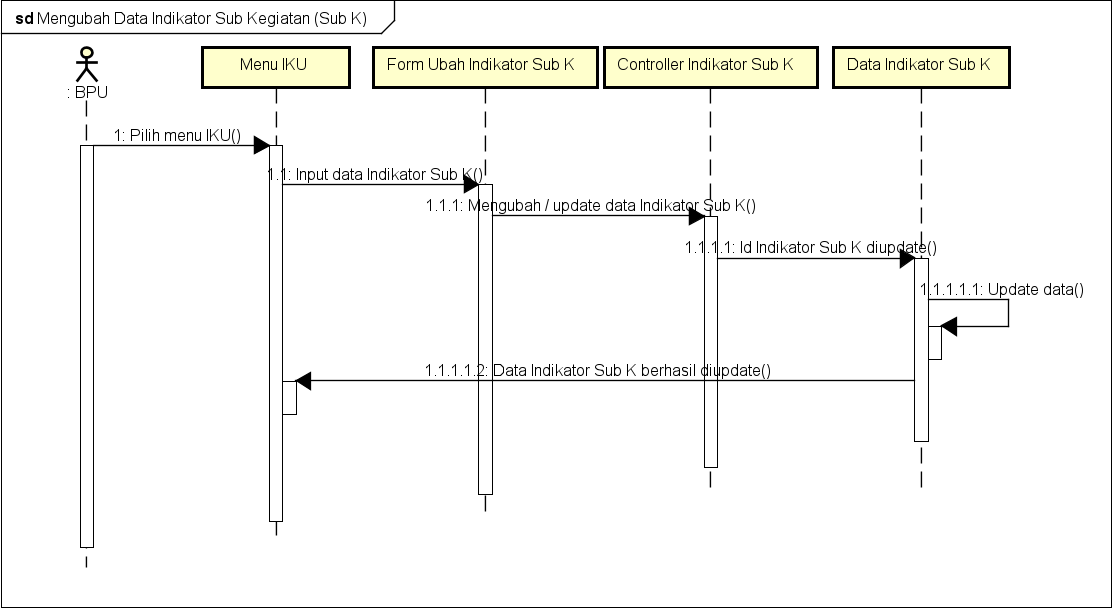 sd Mengubah Data Indikator Sub Kegiatan (Sub K)
: BPU
Menu IKU
Form Ubah Indikator Sub K
Controller Indikator Sub K
Data Indikator Sub K
1: Pilih menu IKU()
1.1: Input data Indikator Sub K()
1.1.1: Mengubah / update data Indikator Sub K()
1.1.1.1: Id Indikator Sub K diupdate()
1.1.1.1.1: Update data()
1.1.1.1.2: Data Indikator Sub K berhasil diupdate()